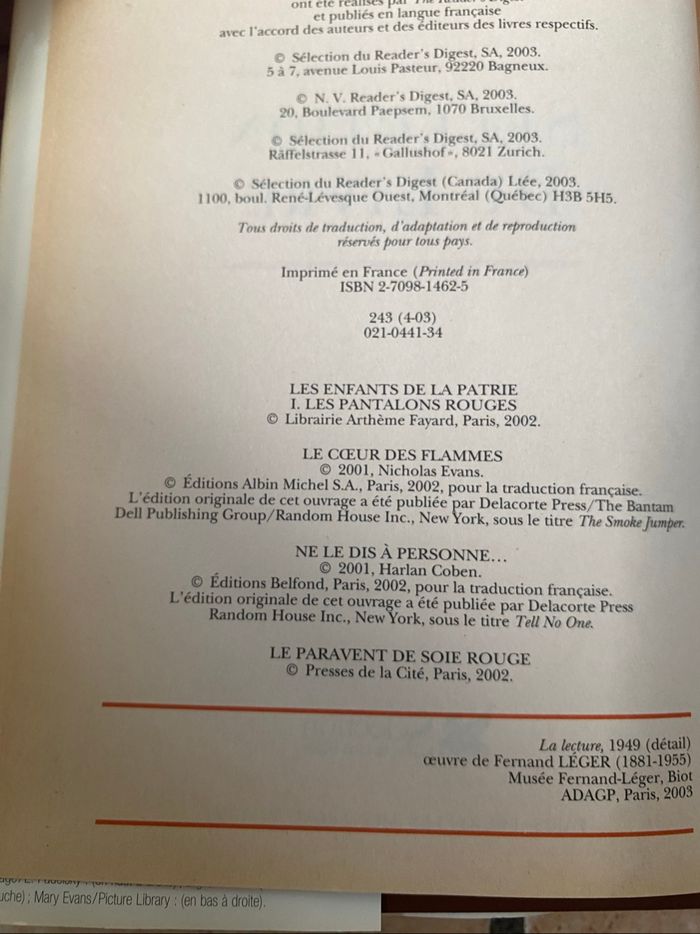 ont été réalisés par The Reader's
et publiés en langue française
avec l'accord des auteurs et des éditeurs des livres respectifs.
© Sélection du Reader's Digest, SA, 2003.
5 à 7, avenue Louis Pasteur, 92220 Bagneux.
© N. V. Reader's Digest, SA, 2003.
20, Boulevard Paepsem, 1070 Bruxelles.
© Sélection du Reader's Digest, SA, 2003.
Räffelstrasse 11, «Gallushof», 8021 Zurich.
© Sélection du Reader's Digest (Canada) Ltée, 2003.
1100, boul. René-Lévesque Ouest, Montréal (Québec) H3B 5H5.
Tous droits de traduction, d'adaptation et de reproduction
réservés pour tous pays.
Imprimé en France (Printed in France)
ISBN 2-7098-1462-5
243 (4-03)
021-0441-34
LES ENFANTS DE LA PATRIE
I. LES PANTALONS ROUGES
© Librairie Arthème Fayard, Paris, 2002.
LE CŒUR DES FLAMMES
© 2001, Nicholas Evans.
© Éditions Albin Michel S.A., Paris, 2002, pour la traduction française.
L'édition originale de cet ouvrage a été publiée par Delacorte Press/The Bantam
Dell Publishing Group/Random House Inc., New York, sous le titre The Smoke Jumper.
NE LE DIS À PERSONNE...
© 2001, Harlan Coben.
© Éditions Belfond, Paris, 2002, pour la traduction française.
L'édition originale de cet ouvrage a été publiée par Delacorte Press
Random House Inc., New York, sous le titre Tell No One.
LE PARAVENT DE SOIE ROUGE
© Presses de la Cité, Paris, 2002.
La lecture, 1949 (détail)
œuvre de Fernand LÉGER (1881-1955)
Musée Fernand-Léger, Biot
ADAGP, Paris, 2003
uche) ; Mary Evans/Picture Library : (en bas à droite).